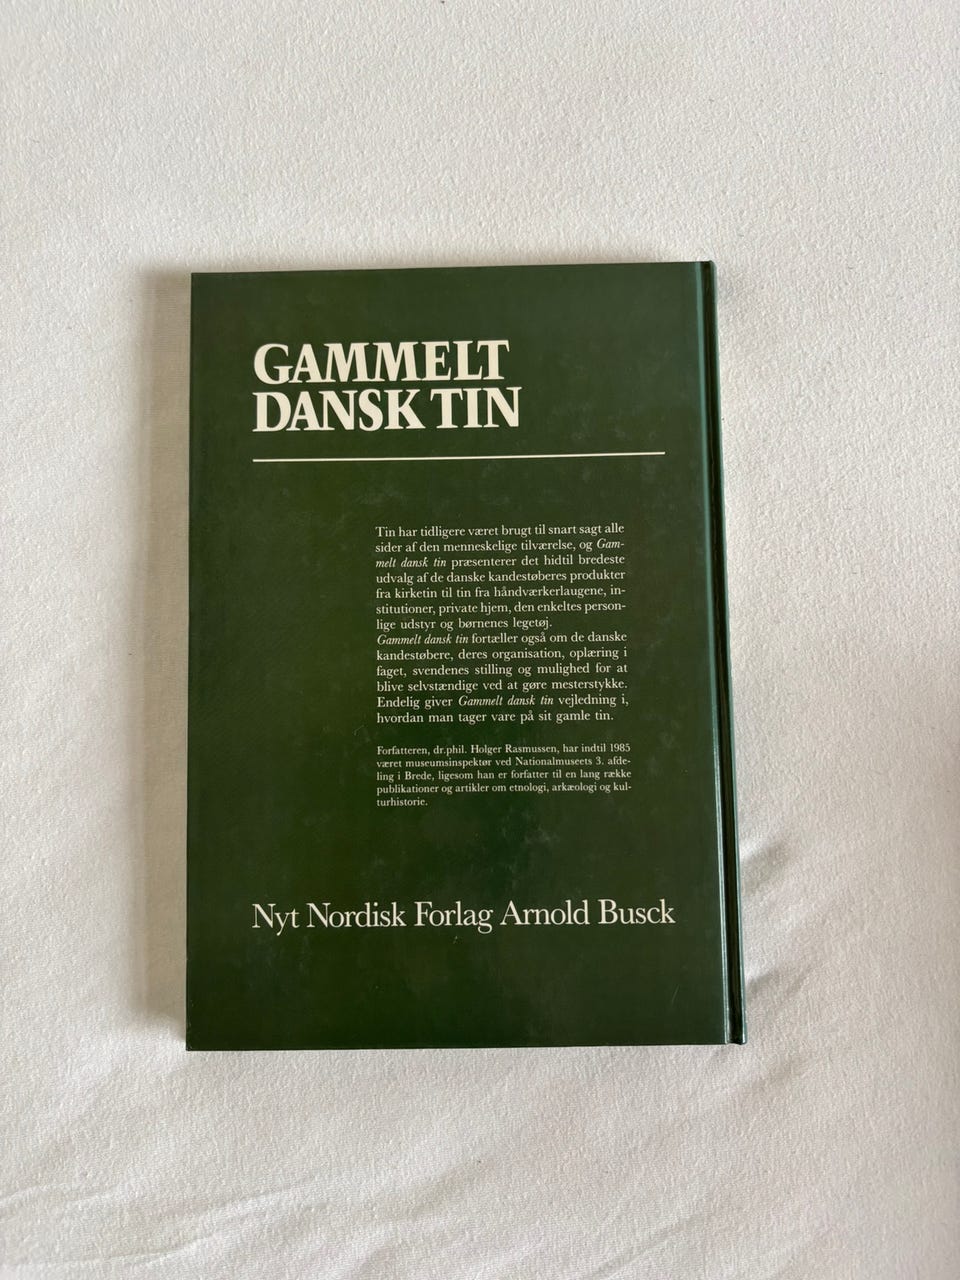 GAMMELT
DANSK TIN
Tin har tidligere været brugt til snart sagt alle
sider af den menneskelige tilværelse, og Gam-
melt dansk tin præsenterer det hidtil bredeste
udvalg af de danske kandestøberes produkter
fra kirketin til tin fra håndværkerlaugene, in-
stitutioner, private hjem, den enkeltes person-
lige udstyr og børnenes legetøj.
Gammelt dansk tin fortæller også om de danske
kandestøbere, deres organisation, oplæring i
faget, svendenes stilling og mulighed for at
blive selvstændige ved at gøre mesterstykke.
Endelig giver Gammelt dansk tin vejledning i,
hvordan man tager vare på sit gamle tin.
Forfatteren, dr.phil. Holger Rasmussen, har indtil 1985
været museumsinspektør ved Nationalmuseets 3. afde-
ling i Brede, ligesom han er forfatter til en lang række
publikationer og artikler om etnologi, arkæologi og kul-
turhistorie.
Nyt Nordisk Forlag Arnold Busck